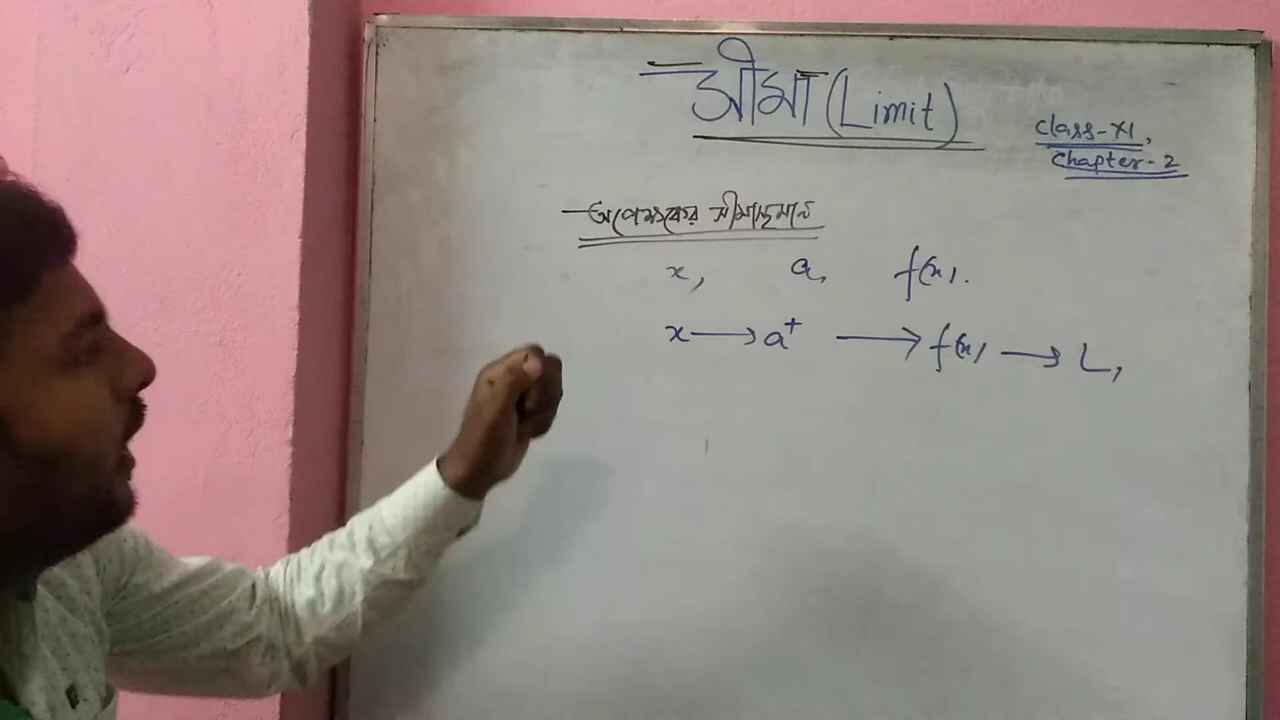 সীমা (Limit)
Class-XI,
Chapter-2
অপেক্ষকের সীমাস্থমান
x, a, f(x).
x ⟶ a⁺ ⟶ f(x) ⟶ L,